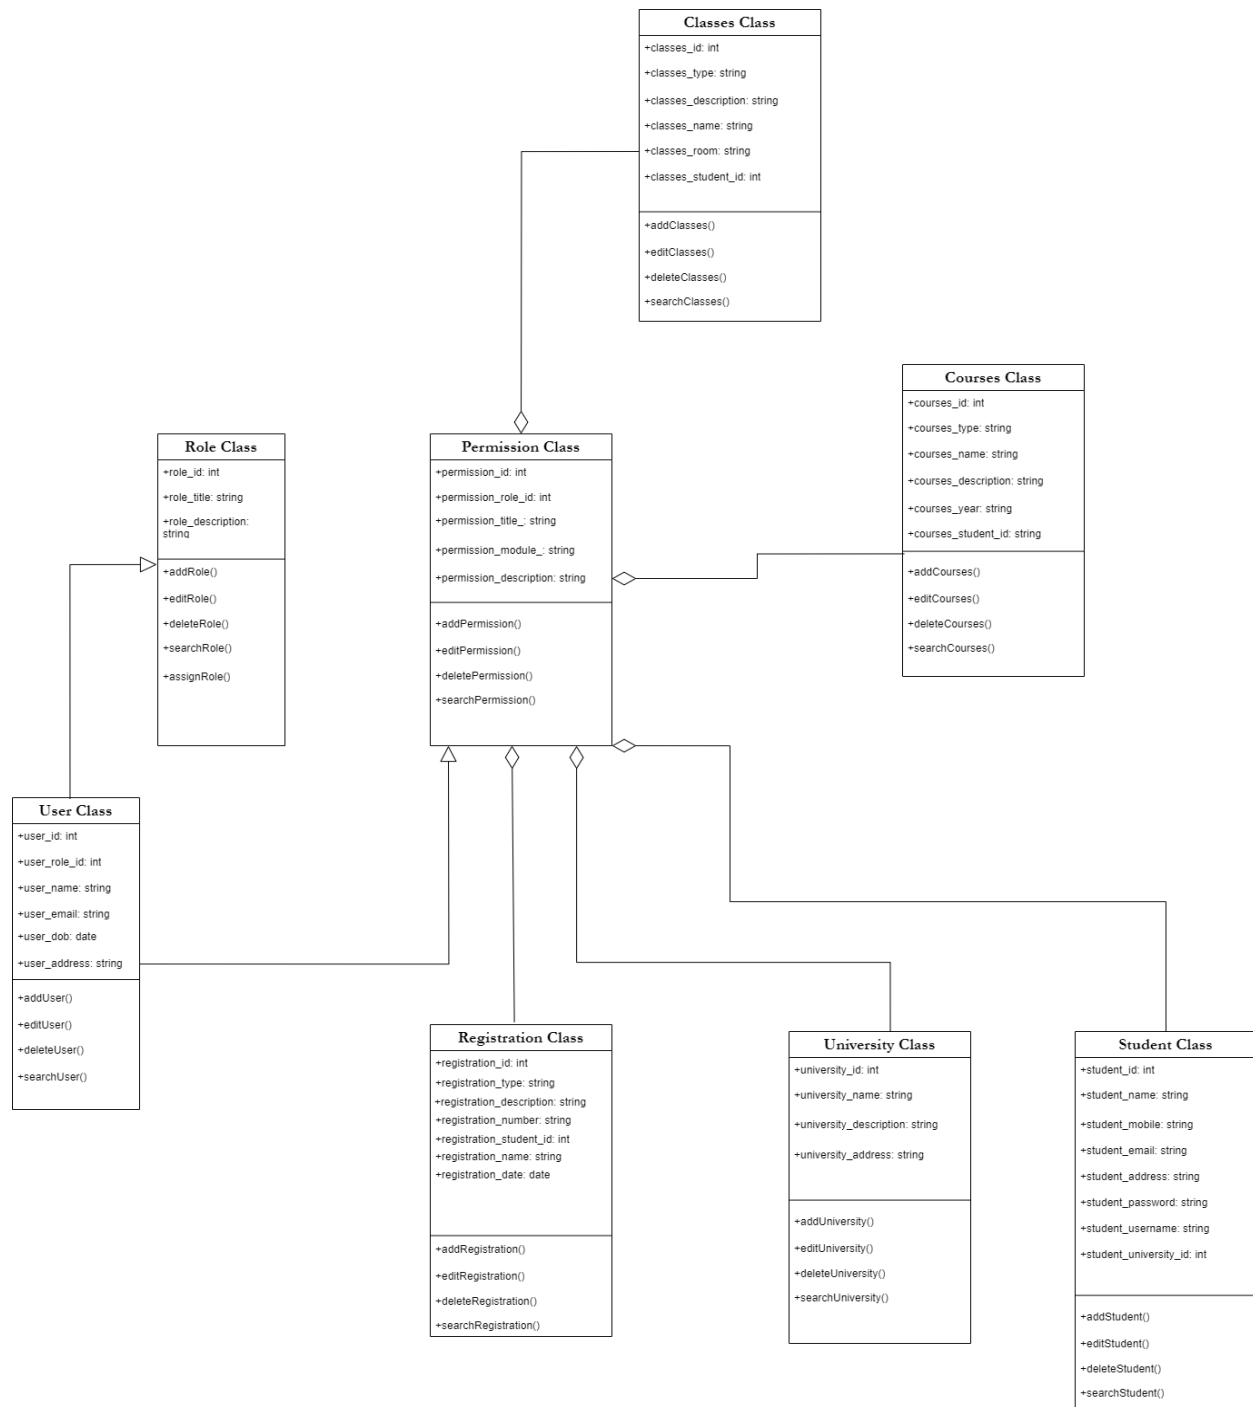 Classes Class
+classes_id: int
+classes_type: string
+classes_description: string
+classes_name: string
+classes_room: string
+classes_student_id: int
+addClasses()
+editClasses()
+deleteClasses()
+searchClasses()
Courses Class
+courses_id: int
+courses_type: string
+courses_name: string
+courses_description: string
+courses_year: string
+courses_student_id: string
+addCourses()
+editCourses()
+deleteCourses()
+searchCourses()
Role Class
+role_id: int
+role_title: string
+role_description:
string
+addRole()
+editRole()
+deleteRole()
+searchRole()
+assignRole()
Permission Class
+permission_id: int
+permission_role_id: int
+permission_title_: string
+permission_module_: string
+permission_description: string
+addPermission()
+editPermission()
+deletePermission()
+searchPermission()
User Class
+user_id: int
+user_role_id: int
+user_name: string
+user_email: string
+user_dob: date
+user_address: string
+addUser()
+editUser()
+deleteUser()
+searchUser()
Registration Class
+registration_id: int
+registration_type: string
+registration_description: string
+registration_number: string
+registration_student_id: int
+registration_name: string
+registration_date: date
+addRegistration()
+editRegistration()
+deleteRegistration()
+searchRegistration()
University Class
+university_id: int
+university_name: string
+university_description: string
+university_address: string
+addUniversity()
+editUniversity()
+deleteUniversity()
+searchUniversity()
Student Class
+student_id: int
+student_name: string
+student_mobile: string
+student_email: string
+student_address: string
+student_password: string
+student_username: string
+student_university_id: int
+addStudent()
+editStudent()
+deleteStudent()
+searchStudent()